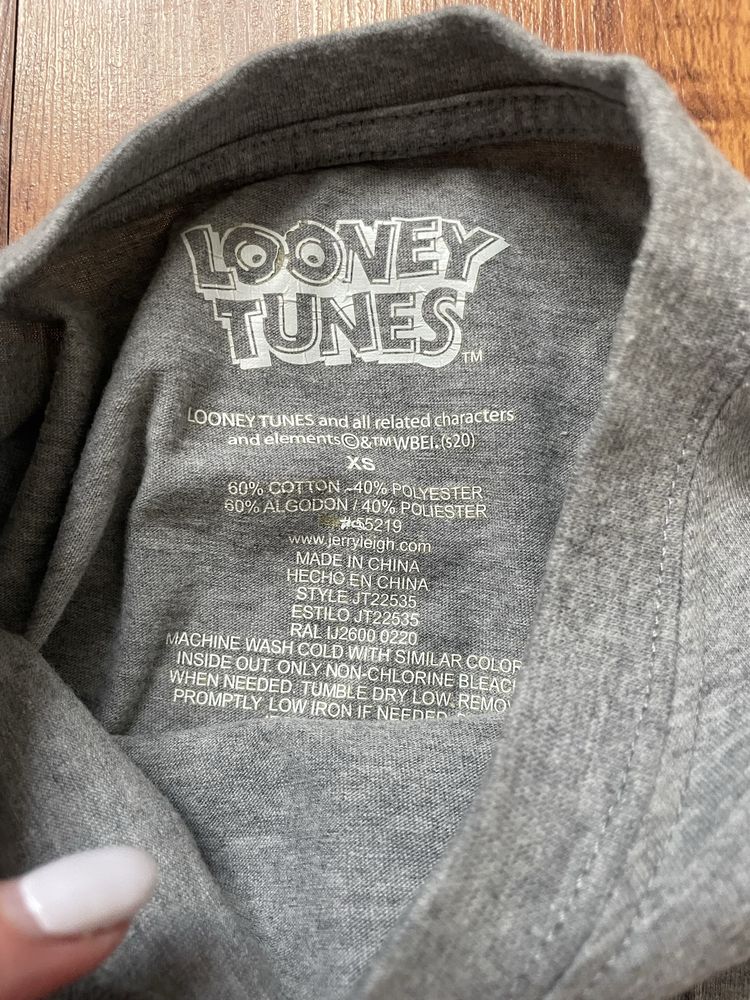 LOONEY
TUNES
TM
LOONEY TUNES and all related characters
and elements©&™WBEI.(s20)
XS
60% COTTON -40% POLYESTER
60% ALGODON / 40% POLIESTER
#55219
www.jerryleigh.com
MADE IN CHINA
HECHO EN CHINA
STYLE JT22535
ESTILO JT22535
RAL IJ2600 0220
MACHINE WASH COLD WITH SIMILAR COLOR
INSIDE OUT. ONLY NON-CHLORINE BLEAC
WHEN NEEDED. TUMBLE DRY LOW. REMOV
PROMPTLY. LOW IRON IF NEEDED.